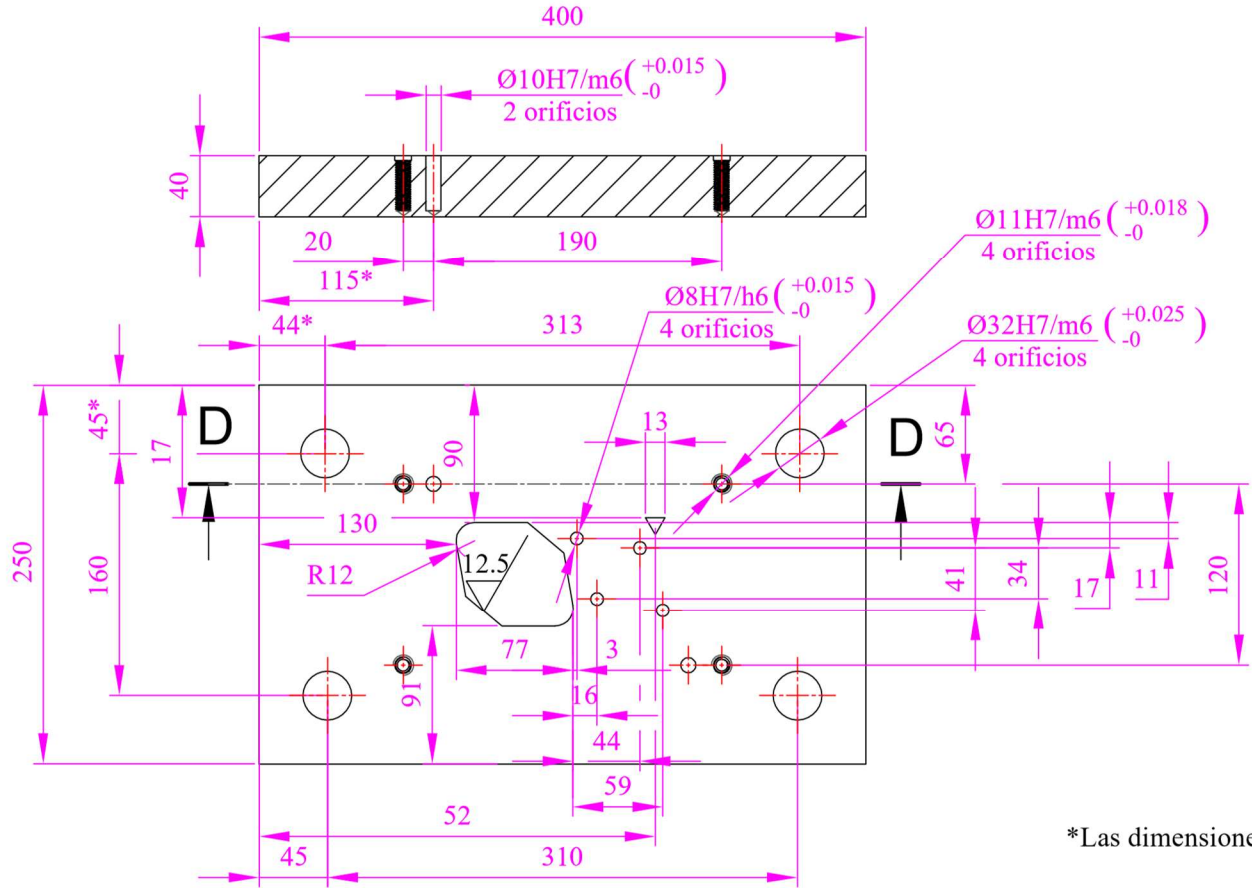 400
Ø10H7/m6(+0.015 -0)
2 orificios
40
20
190
115*
Ø11H7/m6(+0.018 -0)
4 orificios
Ø8H7/h6(+0.015 -0)
4 orificios
Ø32H7/m6(+0.025 -0)
4 orificios
44*
313
45*
17
D
90
13
D
65
130
R12
12.5
250
160
41
34
17
11
120
77
3
91
16
44
59
52
45
310
*Las dimensione